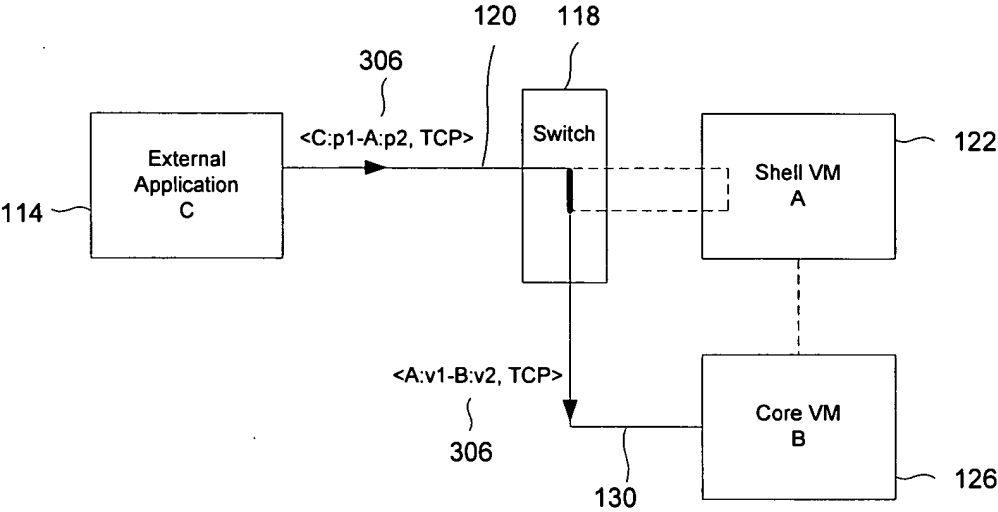 120
118
306
<C:p1-A:p2, TCP>
External
Application
C
114
Switch
Shell VM
A
122
<A:v1-B:v2, TCP>
306
130
Core VM
B
126